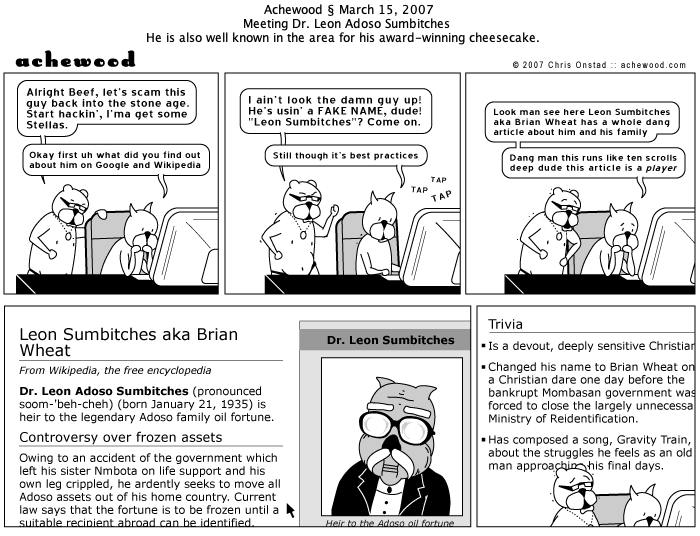 Achewood § March 15, 2007
Meeting Dr. Leon Adoso Sumbitches
He is also well known in the area for his award-winning cheesecake.
achewood
© 2007 Chris Onstad :: achewood.com
Alright Beef, let's scam this
guy back into the stone age.
Start hackin', I'ma get some
Stellas.
Okay first uh what did you find out
about him on Google and Wikipedia
I ain't look the damn guy up!
He's usin' a FAKE NAME, dude!
"Leon Sumbitches"? Come on.
Still though it's best practices
TAP
TAP
TAP
Look man see here Leon Sumbitches
aka Brian Wheat has a whole dang
article about him and his family
Dang man this runs like ten scrolls
deep dude this article is a player
Leon Sumbitches aka Brian
Wheat
From Wikipedia, the free encyclopedia
Dr. Leon Adoso Sumbitches (pronounced
soom-'beh-cheh) (born January 21, 1935) is
heir to the legendary Adoso family oil fortune.
Controversy over frozen assets
Owing to an accident of the government which
left his sister Nmbota on life support and his
own leg crippled, he ardently seeks to move all
Adoso assets out of his home country. Current
law says that the fortune is to be frozen until a
suitable recipient abroad can be identified.
Dr. Leon Sumbitches
Heir to the Adoso oil fortune
Trivia
Is a devout, deeply sensitive Christian
Changed his name to Brian Wheat on
a Christian dare one day before the
bankrupt Mombasan government was
forced to close the largely unnecessa
Ministry of Reidentification.
Has composed a song, Gravity Train,
about the struggles he feels as an old
man approaching his final days.